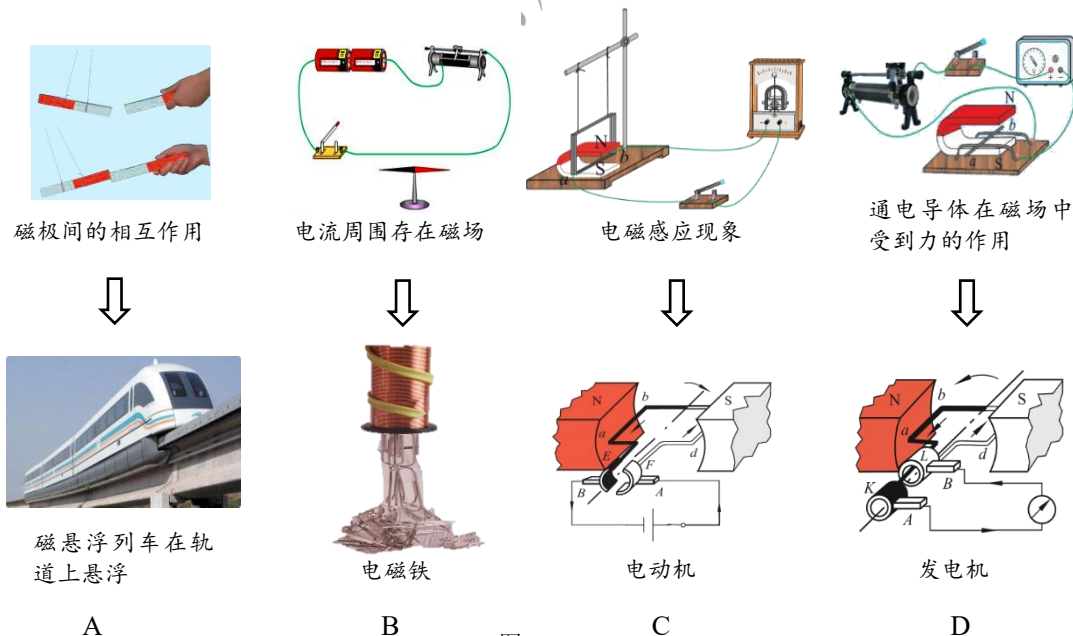 N
S
a
b
G
N
S
a
b
V
磁极间的相互作用
电流周围存在磁场
电磁感应现象
通电导体在磁场中
受到力的作用
N
S
a
b
d
E
F
B
A
N
S
a
b
d
L
K
B
A
磁悬浮列车在轨
道上悬浮
电磁铁
电动机
发电机
A
B
C
D